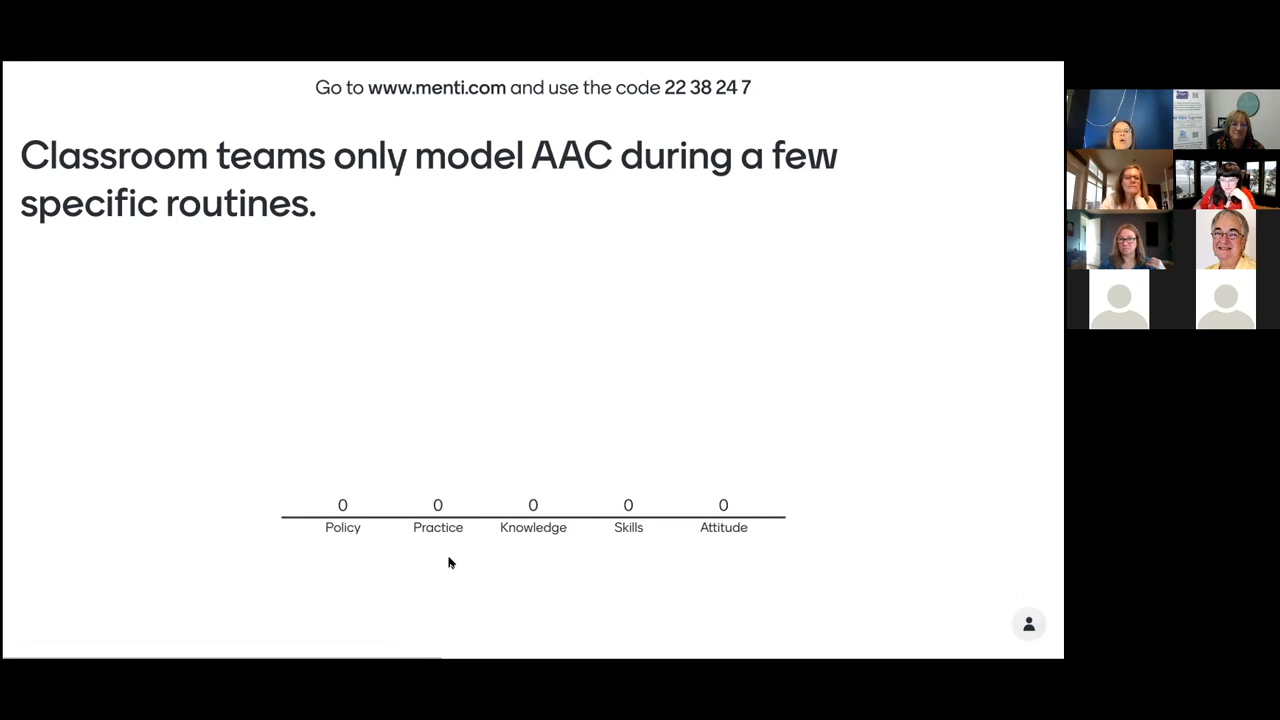 Go to www.menti.com and use the code 22 38 24 7
Classroom teams only model AAC during a few
specific routines.
0 0 0 0 0
Policy Practice Knowledge Skills Attitude